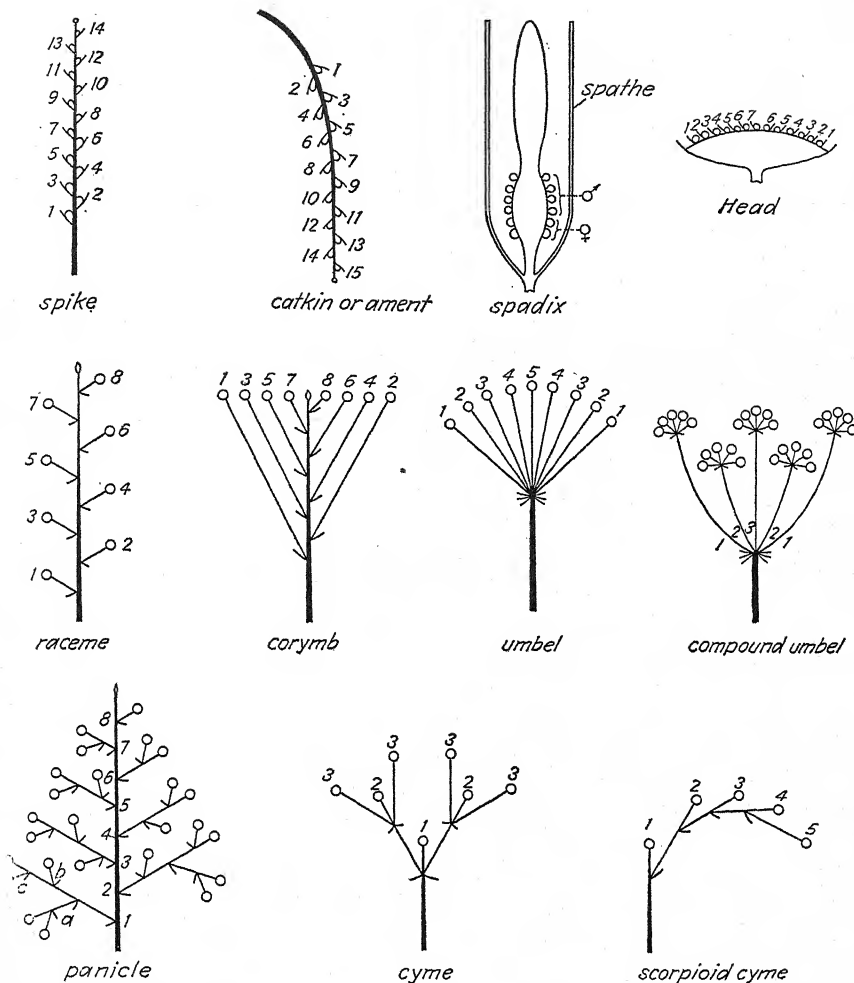 14
13
12
11
10
9
8
7
6
5
4
3
2
1
spike
1
2
3
4
5
6
7
8
9
10
11
12
13
14
15
catkin or ament
spathe
♂
♀
spadix
1 2 3 4 5 6 7 6 5 4 3 2 1
Head
8
7
6
5
4
3
2
1
raceme
1 3 5 7 8 6 4 2
corymb
1 2 3 4 5 4 3 2 1
umbel
1 2 3 2 1
compound umbel
8
7
6
5
4
3
2
1
a
b
c
panicle
3 3
3 2 2 3
1
cyme
1 2 3 4 5
scorpioid cyme